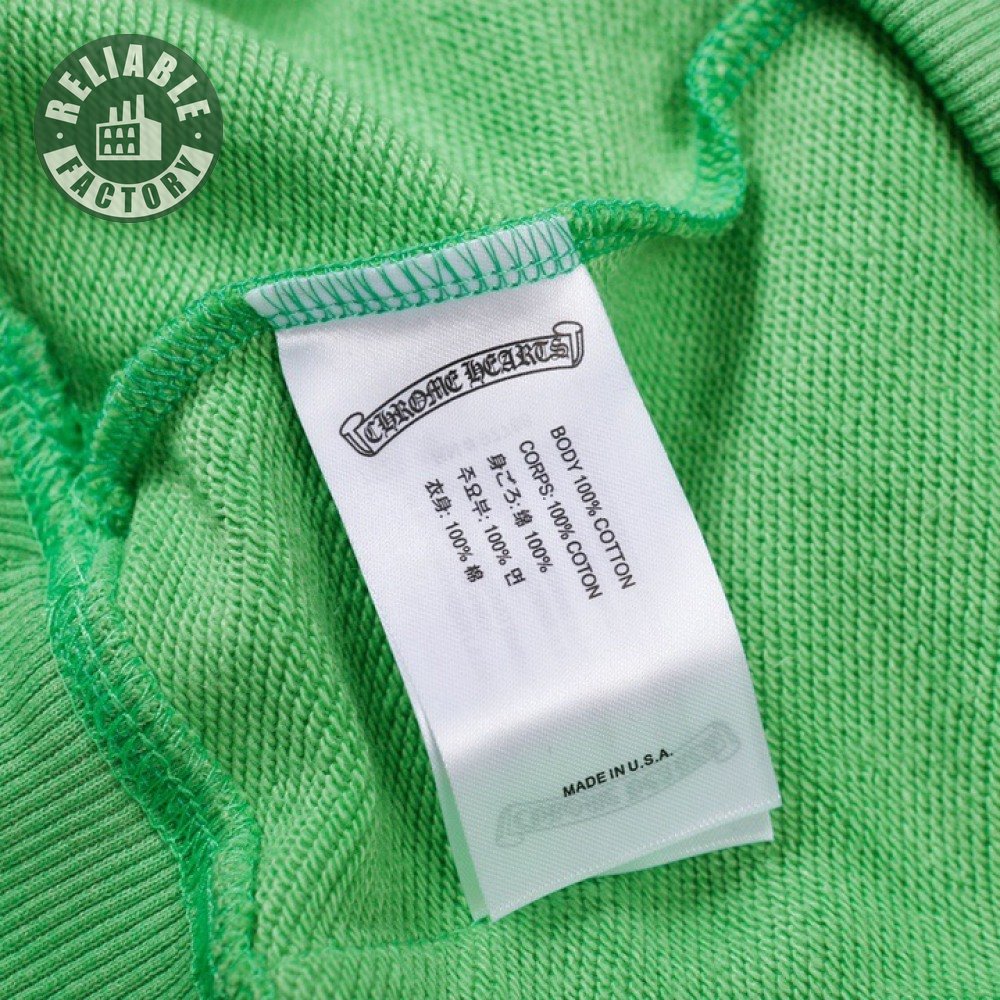 RELIABLE
FACTORY
CHROME HEARTS
BODY 100% COTTON
CORPS: 100% COTON
身ごろ: 绵 100%
주요부: 100% 면
衣身: 100% 棉
MADE IN U.S.A.